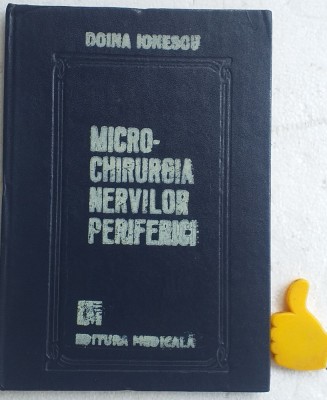 DOINA IONESCU
MICRO-
CHIRURGIA
NERVILOR
PERIFERICI
EDITURA MEDICALĂ